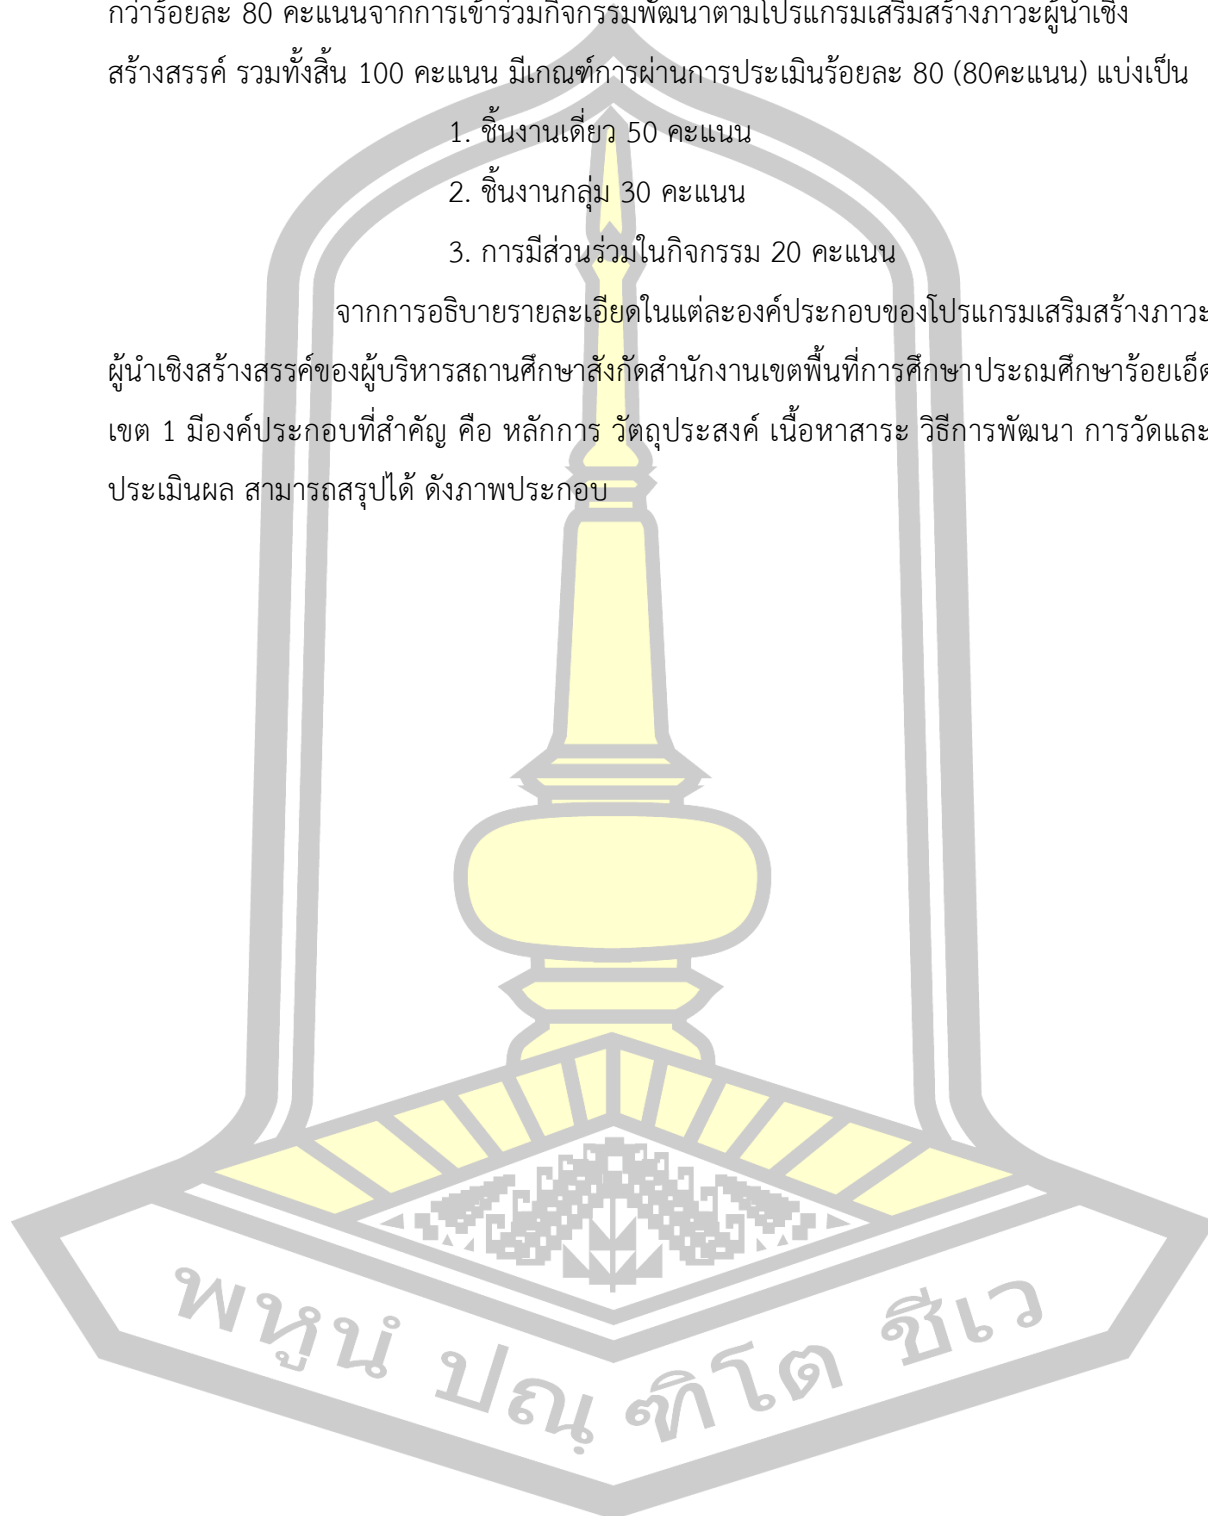 กว่าร้อยละ 80 คะแนนจากการเข้าร่วมกิจกรรมพัฒนาตามโปรแกรมเสริมสร้างภาวะผู้นำเชิง
สร้างสรรค์ รวมทั้งสิ้น 100 คะแนน มีเกณฑ์การผ่านการประเมินร้อยละ 80 (80คะแนน) แบ่งเป็น
1. ชิ้นงานเดี่ยว 50 คะแนน
2. ชิ้นงานกลุ่ม 30 คะแนน
3. การมีส่วนร่วมในกิจกรรม 20 คะแนน
จากการอธิบายรายละเอียดในแต่ละองค์ประกอบของโปรแกรมเสริมสร้างภาวะ
ผู้นำเชิงสร้างสรรค์ของผู้บริหารสถานศึกษาสังกัดสำนักงานเขตพื้นที่การศึกษาประถมศึกษาร้อยเอ็ด
เขต 1 มีองค์ประกอบที่สำคัญ คือ หลักการ วัตถุประสงค์ เนื้อหาสาระ วิธีการพัฒนา การวัดและ
ประเมินผล สามารถสรุปได้ ดังภาพประกอบ
พหูนํ ปณฺฑิโต ชีเว